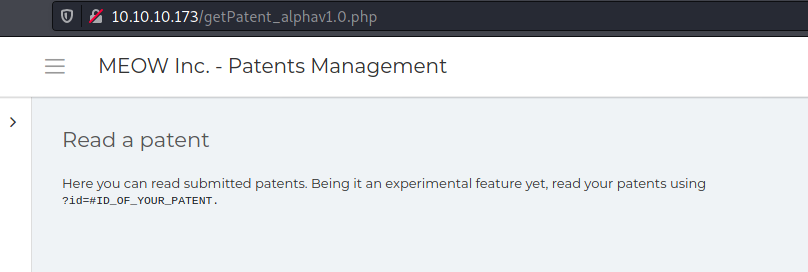 10.10.10.173/getPatent_alphav1.0.php
MEOW Inc. - Patents Management
Read a patent
Here you can read submitted patents. Being it an experimental feature yet, read your patents using
?id=#ID_OF_YOUR_PATENT.